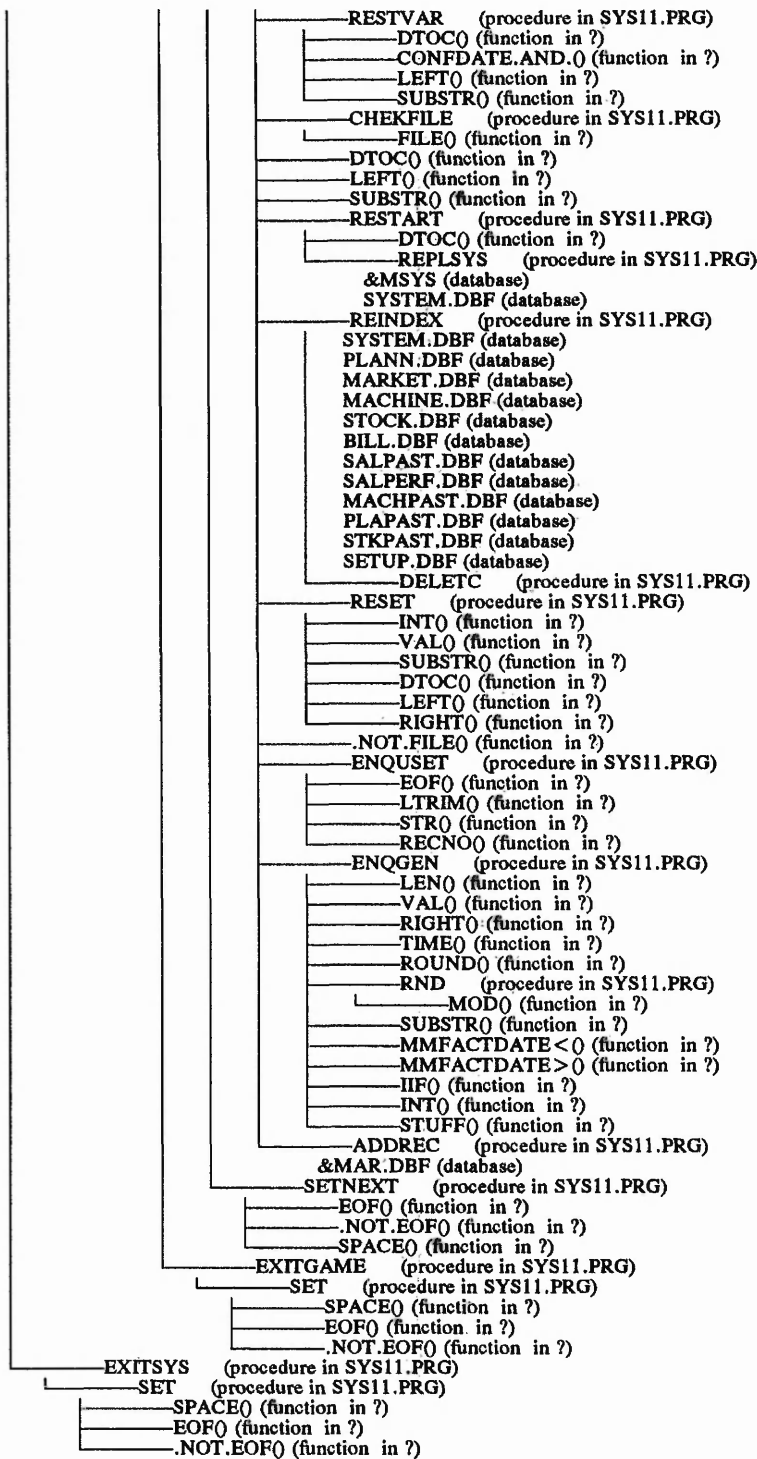 RESTVAR (procedure in SYS11.PRG)
DTOC() (function in ?)
CONFDATE.AND.() (function in ?)
LEFT() (function in ?)
SUBSTR() (function in ?)
CHEKFILE (procedure in SYS11.PRG)
FILE() (function in ?)
DTOC() (function in ?)
LEFT() (function in ?)
SUBSTR() (function in ?)
RESTART (procedure in SYS11.PRG)
DTOC() (function in ?)
REPLSYS (procedure in SYS11.PRG)
&MSYS (database)
SYSTEM.DBF (database)
REINDEX (procedure in SYS11.PRG)
SYSTEM.DBF (database)
PLANN.DBF (database)
MARKET.DBF (database)
MACHINE.DBF (database)
STOCK.DBF (database)
BILL.DBF (database)
SALPAST.DBF (database)
SALPERF.DBF (database)
MACHPAST.DBF (database)
PLAPAST.DBF (database)
STKPAST.DBF (database)
SETUP.DBF (database)
DELETC (procedure in SYS11.PRG)
RESET (procedure in SYS11.PRG)
INT() (function in ?)
VAL() (function in ?)
SUBSTR() (function in ?)
DTOC() (function in ?)
LEFT() (function in ?)
RIGHT() (function in ?)
.NOT.FILE() (function in ?)
ENQUSET (procedure in SYS11.PRG)
EOF() (function in ?)
LTRIM() (function in ?)
STR() (function in ?)
RECNO() (function in ?)
ENQGEN (procedure in SYS11.PRG)
LEN() (function in ?)
VAL() (function in ?)
RIGHT() (function in ?)
TIME() (function in ?)
ROUND() (function in ?)
RND (procedure in SYS11.PRG)
MOD() (function in ?)
SUBSTR() (function in ?)
MMFACTDATE<() (function in ?)
MMFACTDATE>() (function in ?)
IIF() (function in ?)
INT() (function in ?)
STUFF() (function in ?)
ADDREC (procedure in SYS11.PRG)
&MAR.DBF (database)
SETNEXT (procedure in SYS11.PRG)
EOF() (function in ?)
.NOT.EOF() (function in ?)
SPACE() (function in ?)
EXITGAME (procedure in SYS11.PRG)
SET (procedure in SYS11.PRG)
SPACE() (function in ?)
EOF() (function in ?)
.NOT.EOF() (function in ?)
EXITSYS (procedure in SYS11.PRG)
SET (procedure in SYS11.PRG)
SPACE() (function in ?)
EOF() (function in ?)
.NOT.EOF() (function in ?)